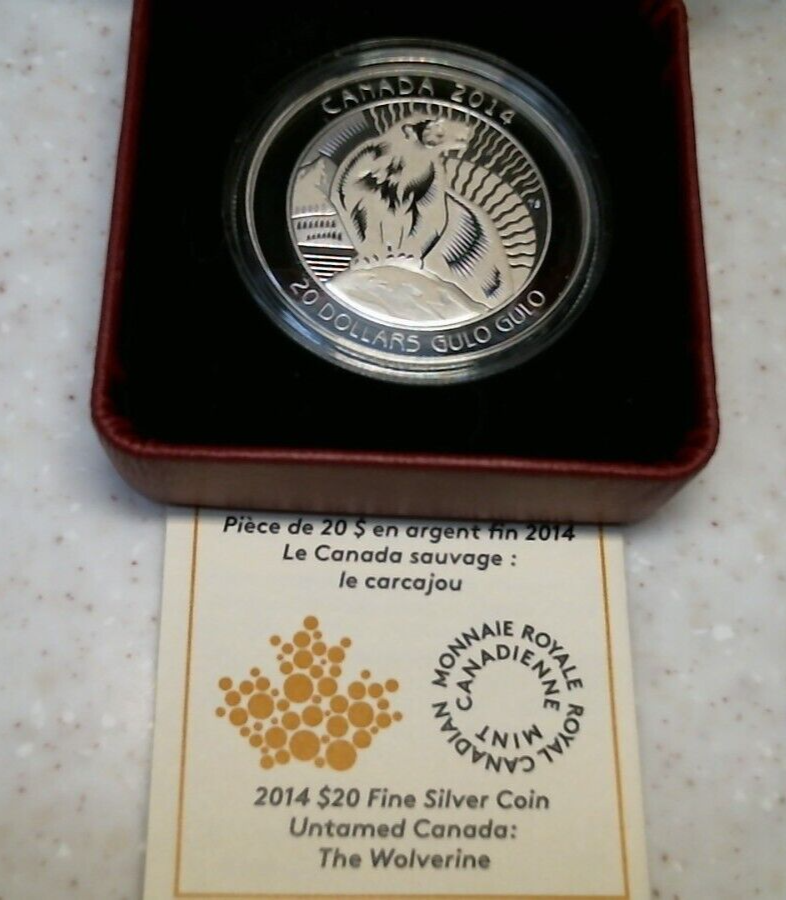 CANADA 2014
20 DOLLARS GULO GULO
Pièce de 20 $ en argent fin 2014
Le Canada sauvage :
le carcajou
MONNAIE ROYALE
CANADIENNE
ROYAL CANADIAN
MINT
2014 $20 Fine Silver Coin
Untamed Canada:
The Wolverine